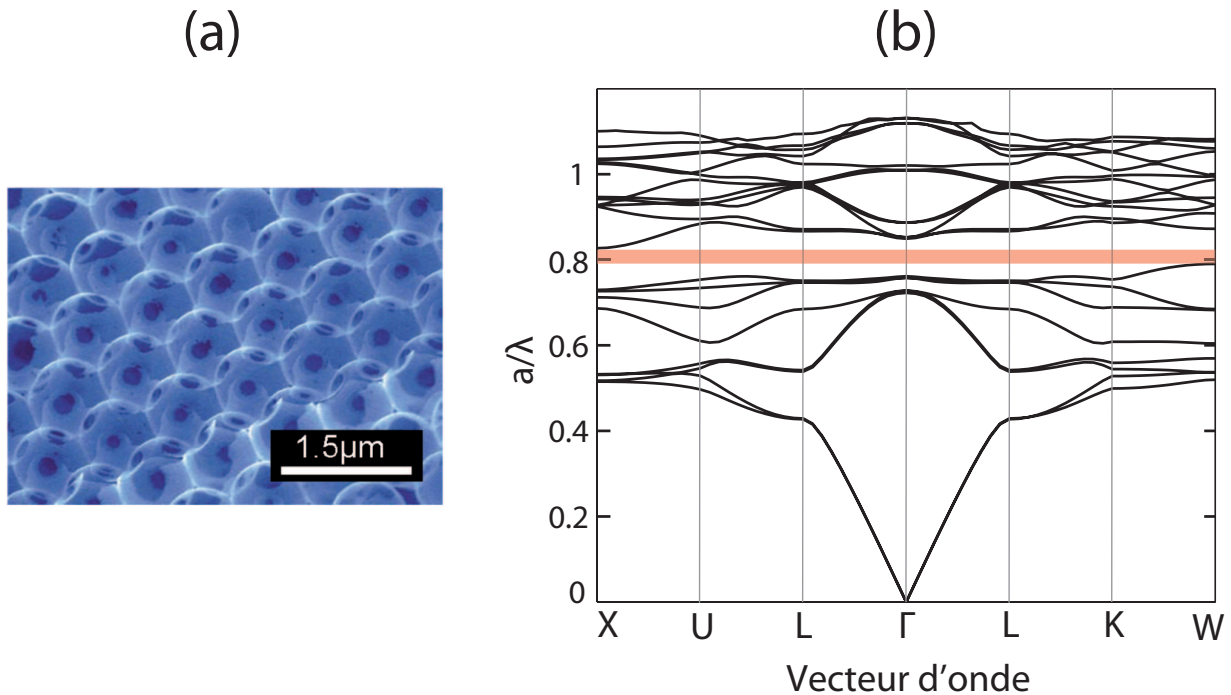 (a)
(b)
1.5µm
a/λ
1
0.8
0.6
0.4
0.2
0
X U L Γ L K W
Vecteur d'onde